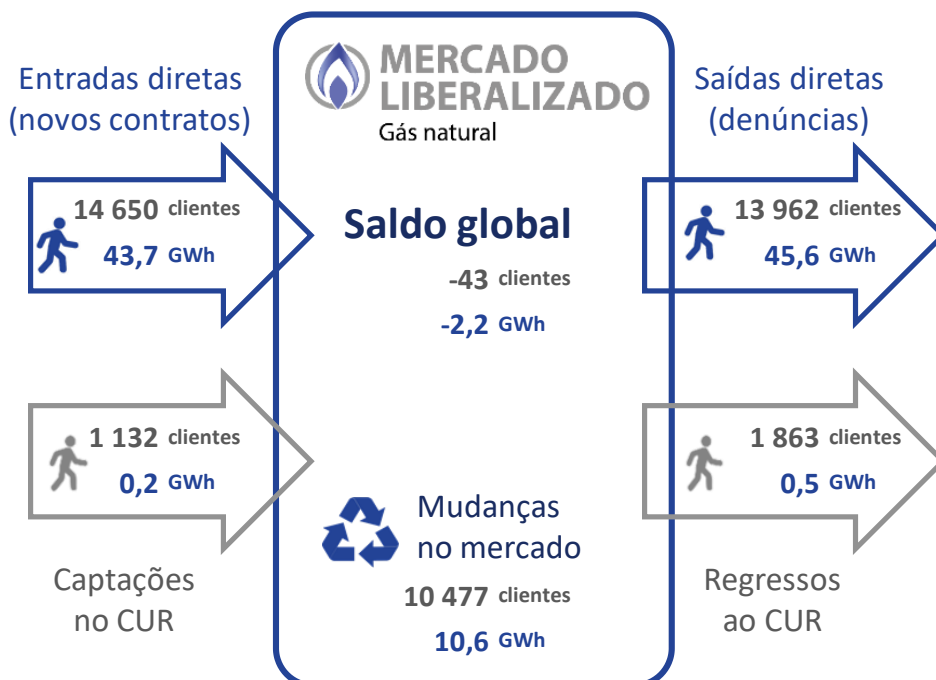 MERCADO
LIBERALIZADO
Gás natural
Entradas diretas
(novos contratos)
14 650 clientes
43,7 GWh
Saldo global
-43 clientes
-2,2 GWh
Saídas diretas
(denúncias)
13 962 clientes
45,6 GWh
1 132 clientes
0,2 GWh
Captações
no CUR
Mudanças
no mercado
10 477 clientes
10,6 GWh
1 863 clientes
0,5 GWh
Regressos
ao CUR